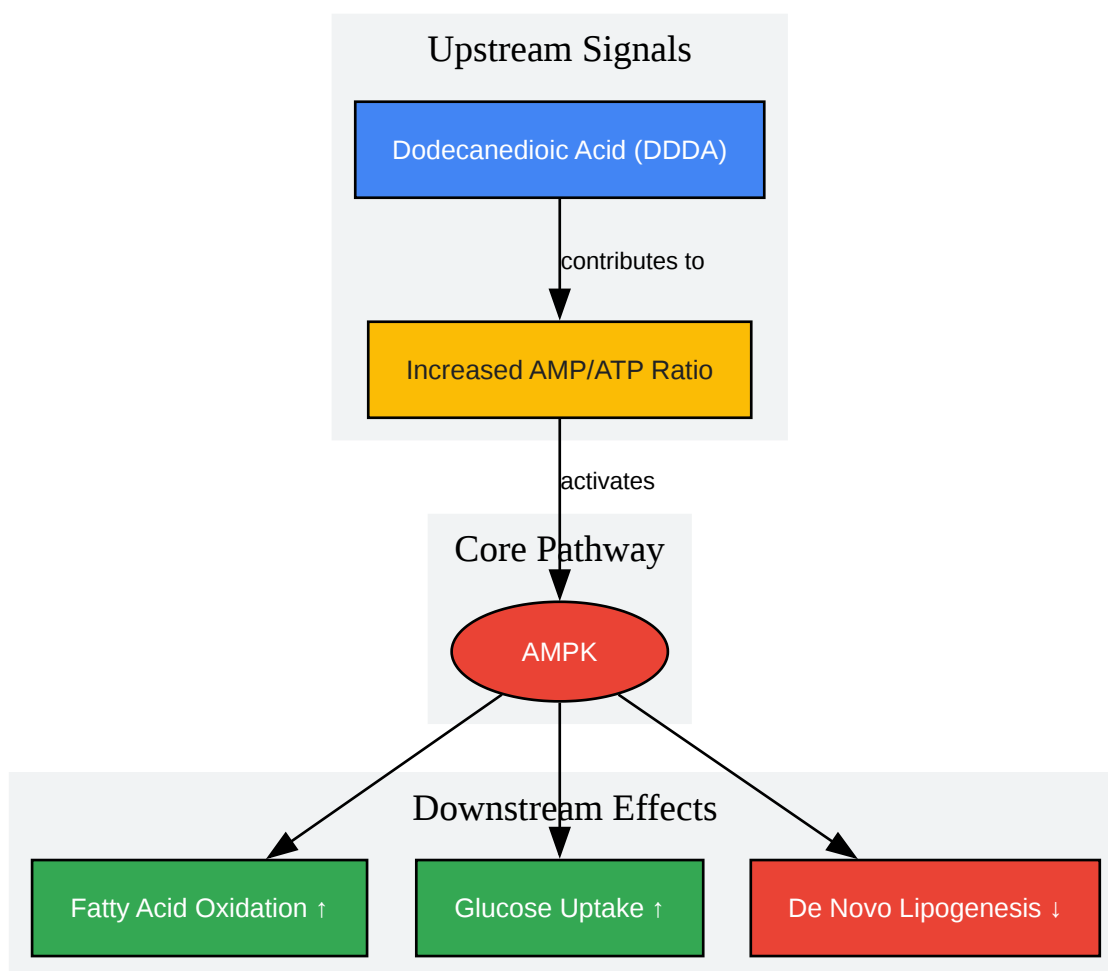 Upstream Signals
Dodecanedioic Acid (DDDA)
contributes to
Increased AMP/ATP Ratio
activates
Core Pathway
AMPK
Downstream Effects
Fatty Acid Oxidation ↑
Glucose Uptake ↑
De Novo Lipogenesis ↓